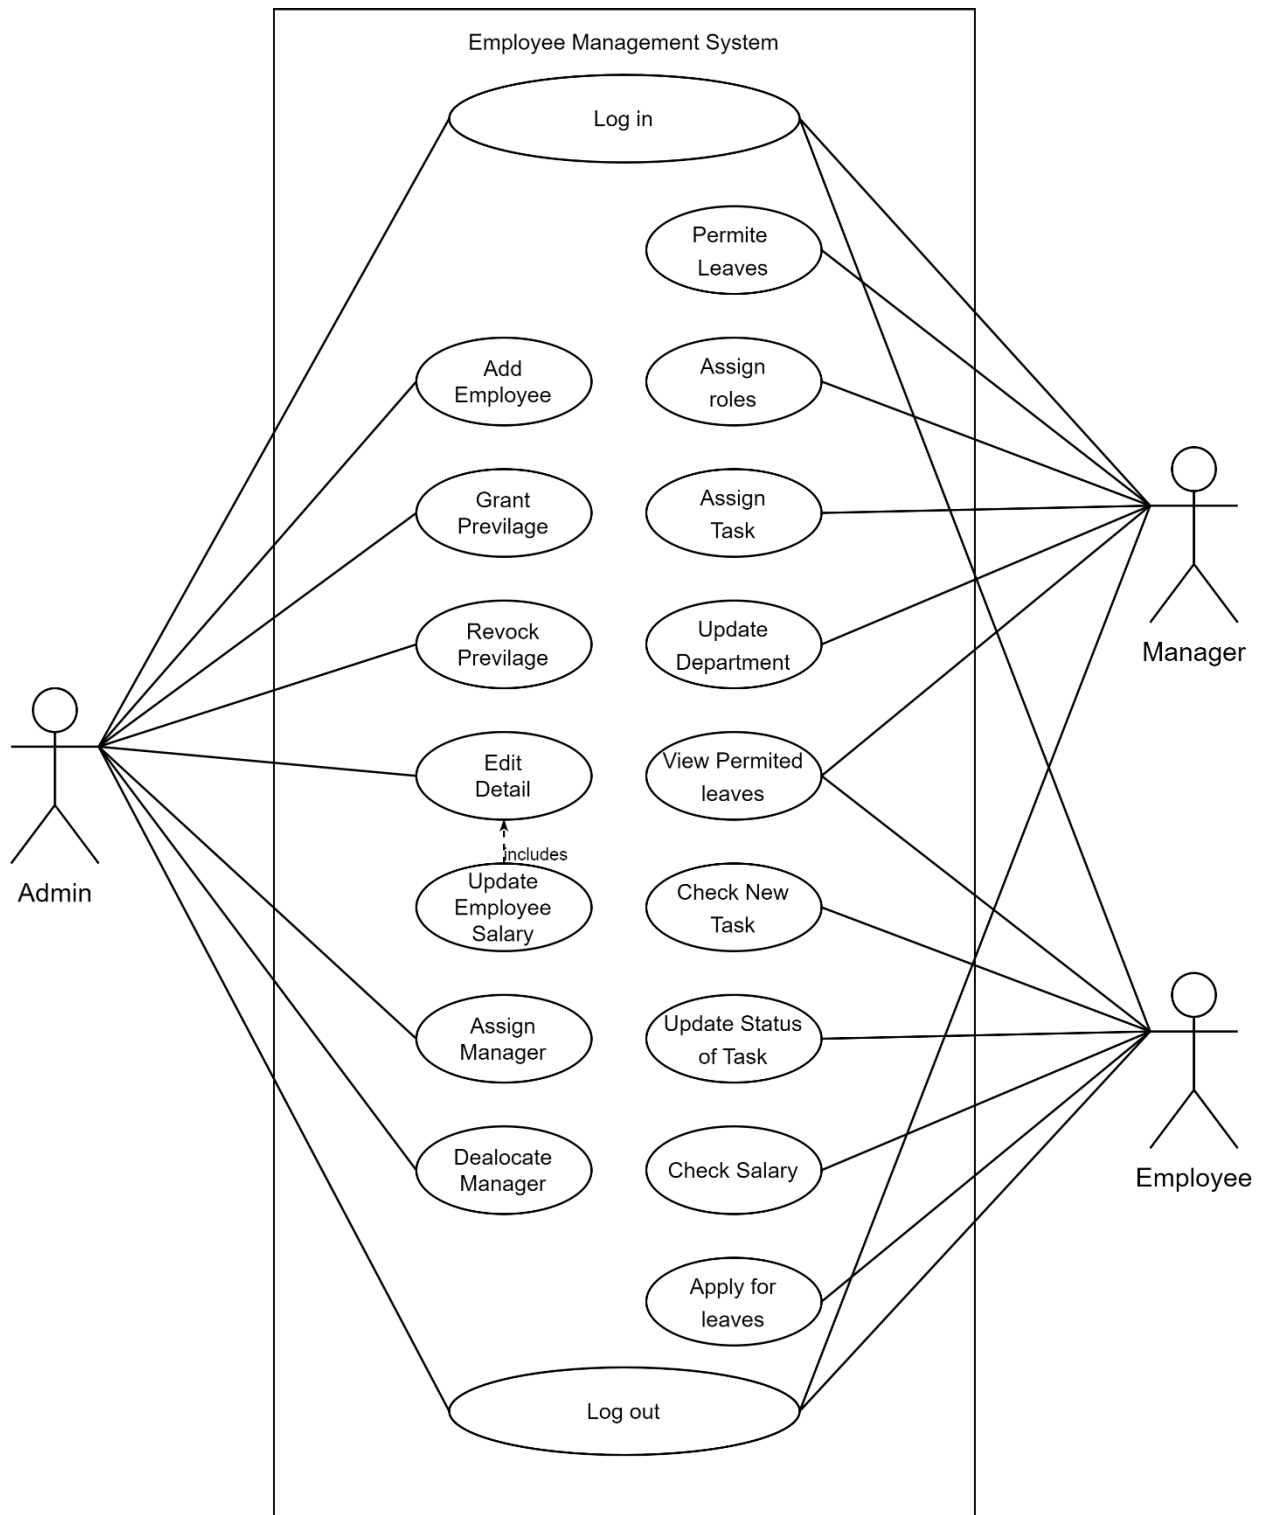 Employee Management System
Log in
Permite
Leaves
Add
Employee
Assign
roles
Grant
Previlage
Assign
Task
Revock
Previlage
Update
Department
Manager
Edit
Detail
View Permited
leaves
includes
Admin
Update
Employee
Salary
Check New
Task
Assign
Manager
Update Status
of Task
Dealocate
Manager
Check Salary
Employee
Apply for
leaves
Log out